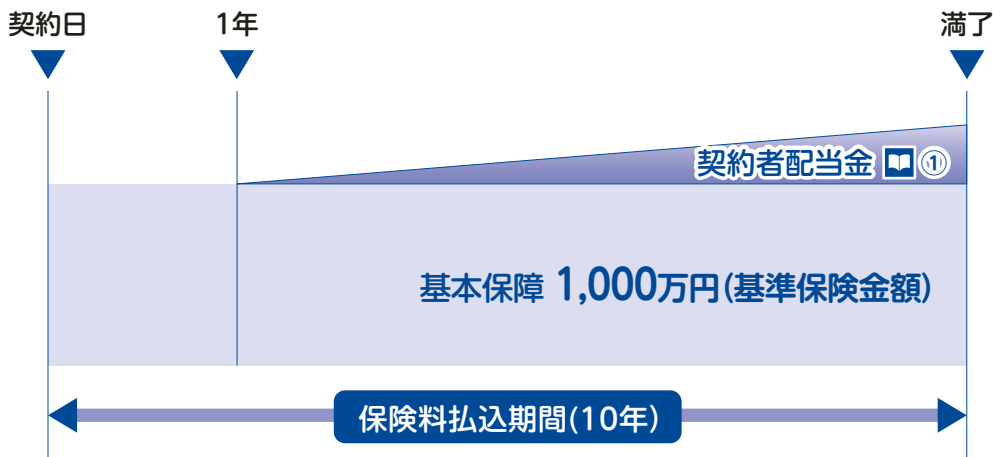 契約日
1年
満了
契約者配当金 ①
基本保障 1,000万円(基準保険金額)
保険料払込期間(10年)